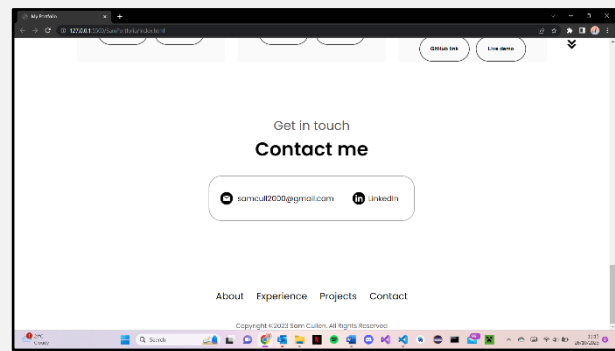 My Portfolio
GitHub link Live demo
Get in touch
Contact me
samcull2000@gmail.com LinkedIn
About Experience Projects Contact
Copyright ©2023 Sam Cullen, All Rights Reserved
Search